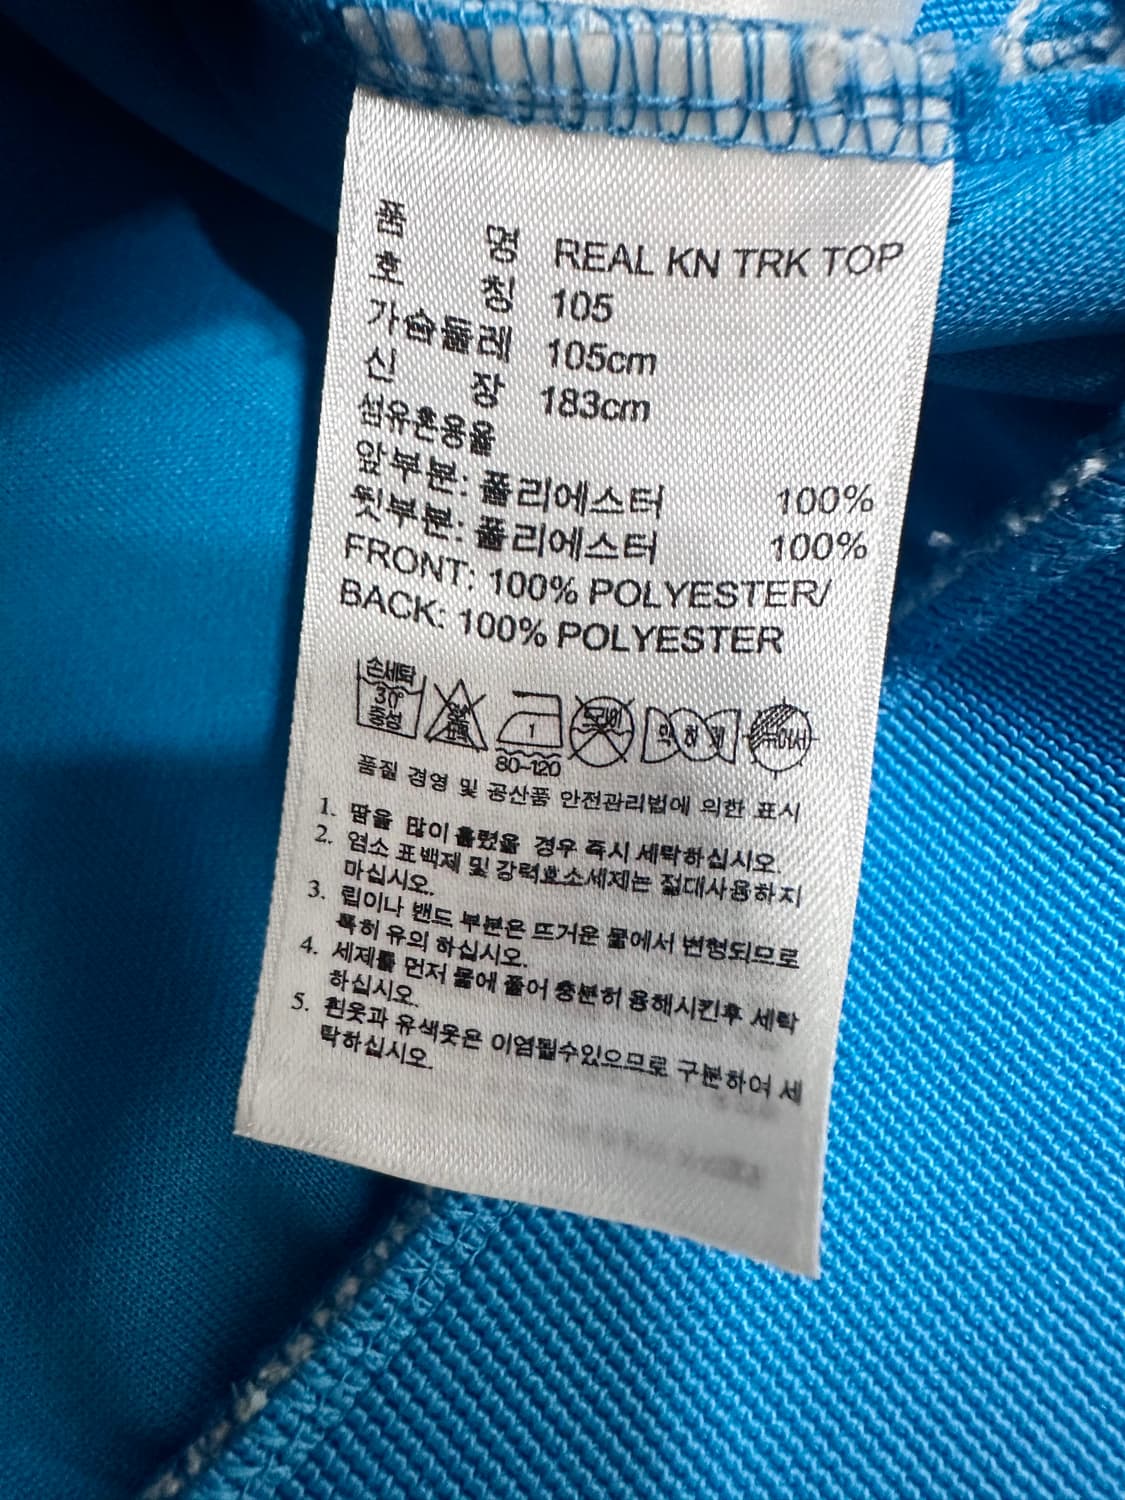 품 명 REAL KN TRK TOP
호 칭 105
가슴둘레 105cm
신 장 183cm
섬유혼용율
앞부분: 폴리에스터 100%
뒷부분: 폴리에스터 100%
FRONT: 100% POLYESTER/
BACK: 100% POLYESTER
손세탁
30°
중성
1
80~120
드라이
약하게
뉘어서
품질 경영 및 공산품 안전관리법에 의한 표시
1. 땀을 많이 흘렸을 경우 즉시 세탁하십시오.
2. 염소 표백제 및 강력효소세제는 절대사용하지
마십시오.
3. 립이나 밴드 부분은 뜨거운 물에서 변형되므로
특히 유의 하십시오.
4. 세제를 먼저 물에 풀어 충분히 용해시킨후 세탁
하십시오.
5. 흰옷과 유색옷은 이염될수있으므로 구분하여 세
탁하십시오.